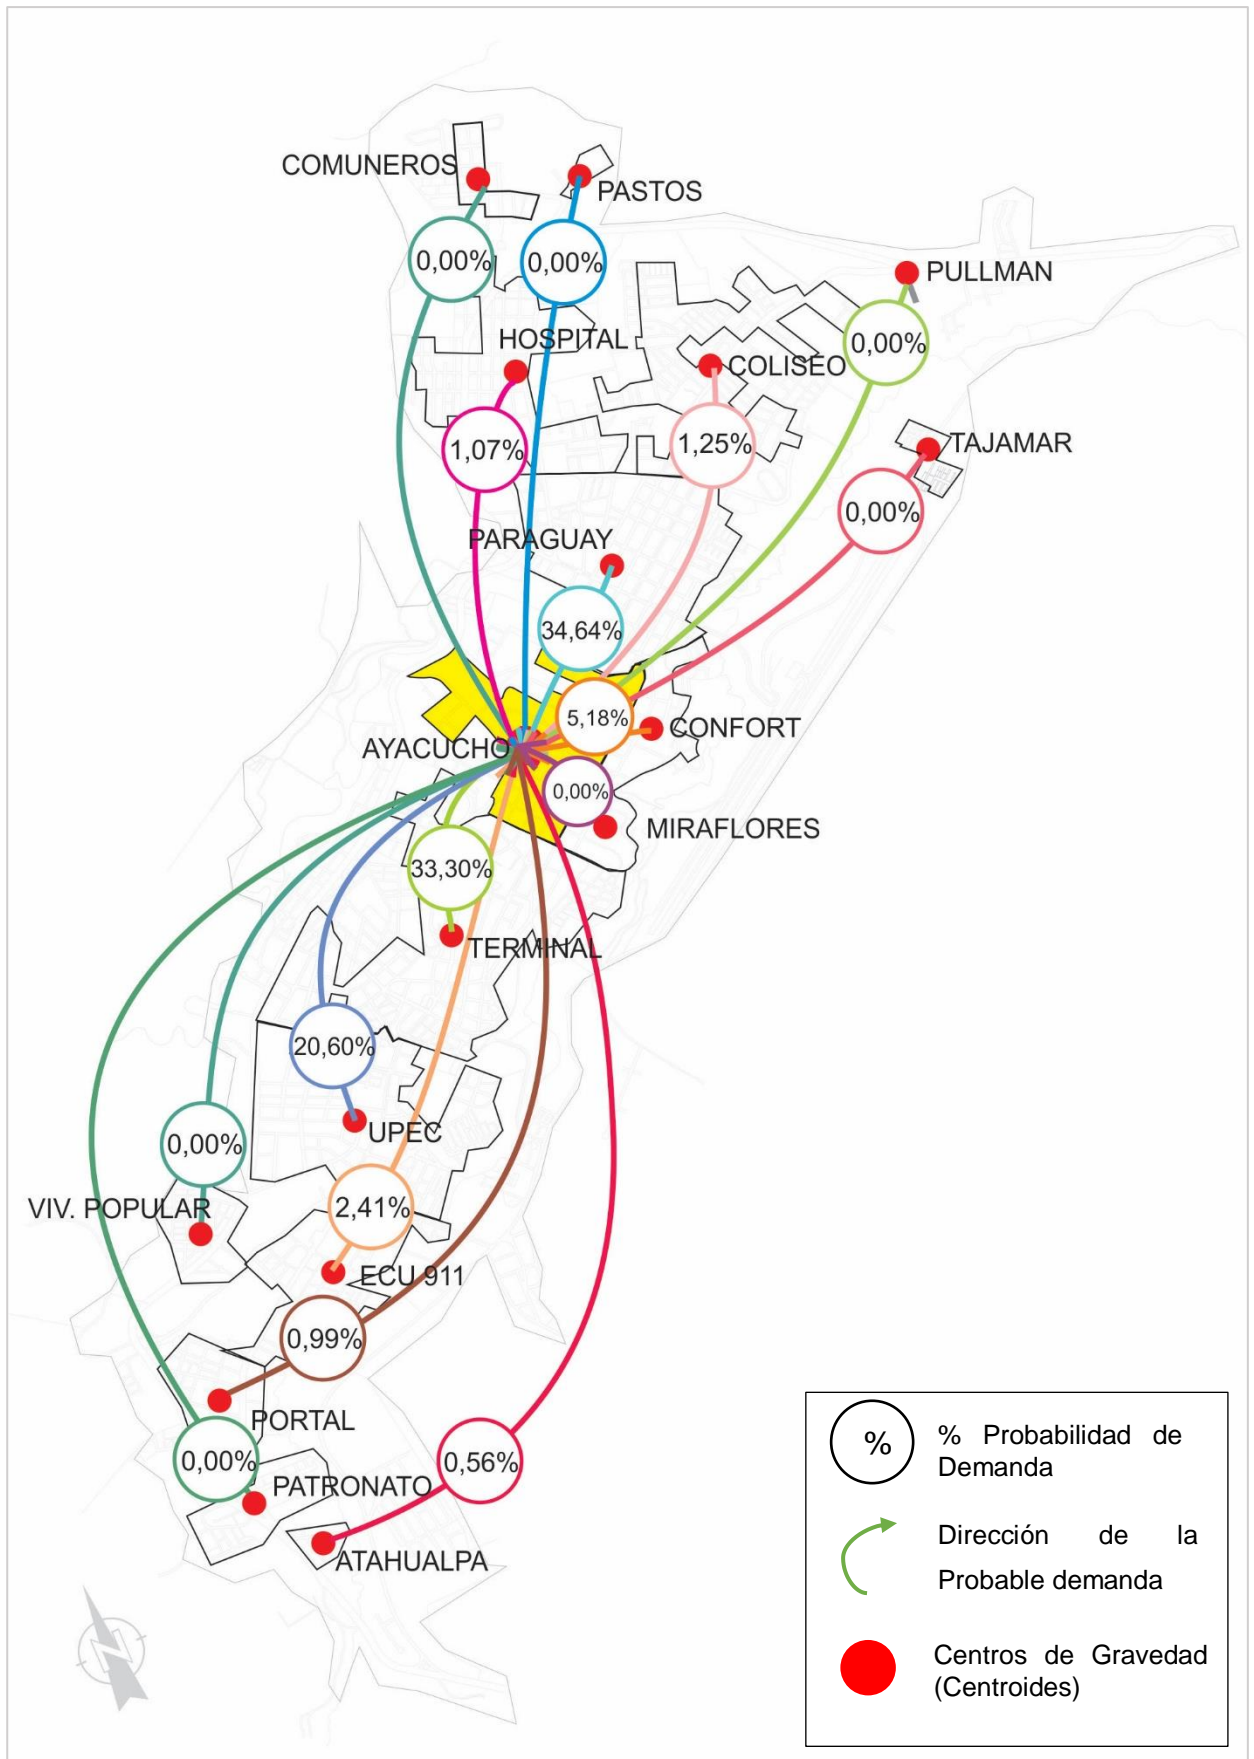 COMUNEROS
PASTOS
0,00%
0,00%
PULLMAN
HOSPITAL
0,00%
COLISEO
1,07%
1,25%
TAJAMAR
0,00%
PARAGUAY
34,64%
5,18%
CONFORT
AYACUCHO
0,00%
MIRAFLORES
33,30%
TERMINAL
20,60%
UPEC
0,00%
VIV. POPULAR
2,41%
ECU 911
0,99%
PORTAL
0,00%
0,56%
PATRONATO
ATAHUALPA
%
% Probabilidad de
Demanda
Dirección de la
Probable demanda
Centros de Gravedad
(Centroides)